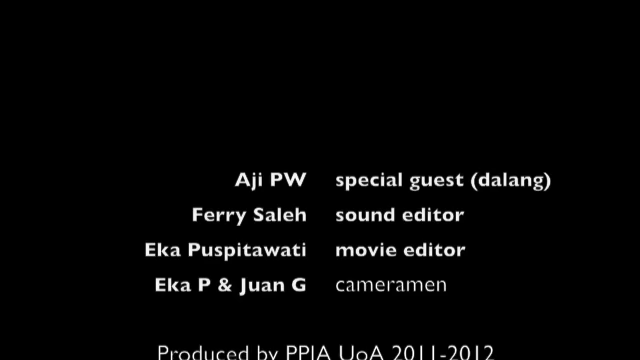 Aji PW special guest (dalang)
Ferry Saleh sound editor
Eka Puspitawati movie editor
Eka P & Juan G cameramen
Produced by PPIA UoA 2011-2012